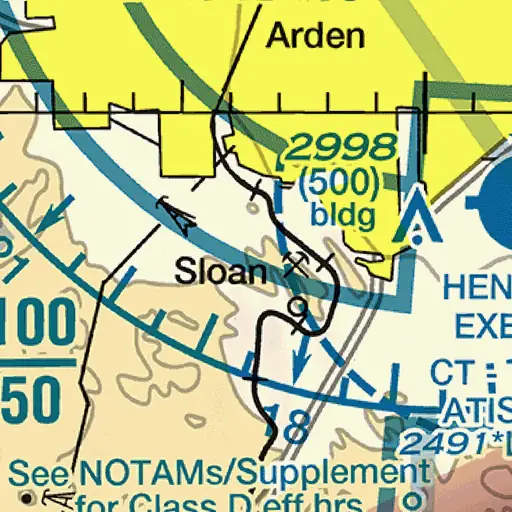 Arden
2998
(500)
bldg
Sloan
HEN
EXE
100
50
CT
ATIS
18
2491*
See NOTAMs/Supplement
for Class D eff hrs